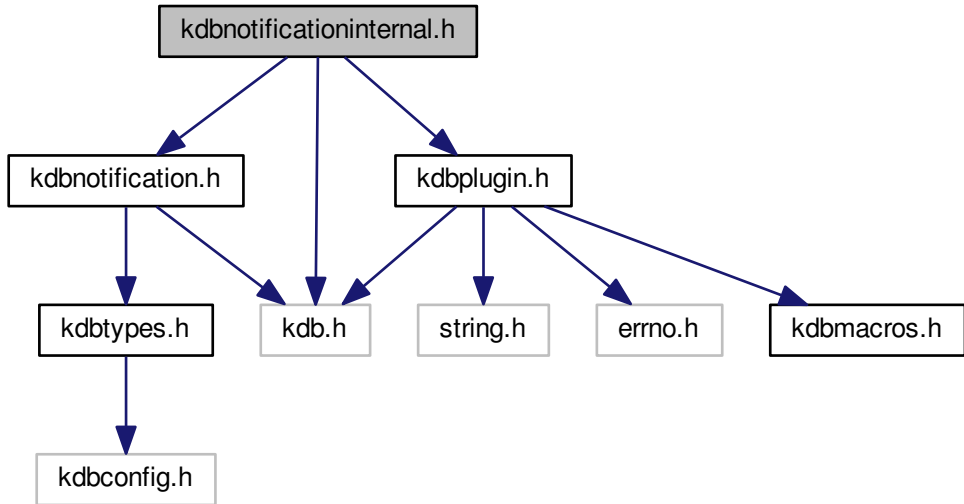 kdbnotificationinternal.h
kdbnotification.h
kdbplugin.h
kdbtypes.h
kdb.h
string.h
errno.h
kdbmacros.h
kdbconfig.h